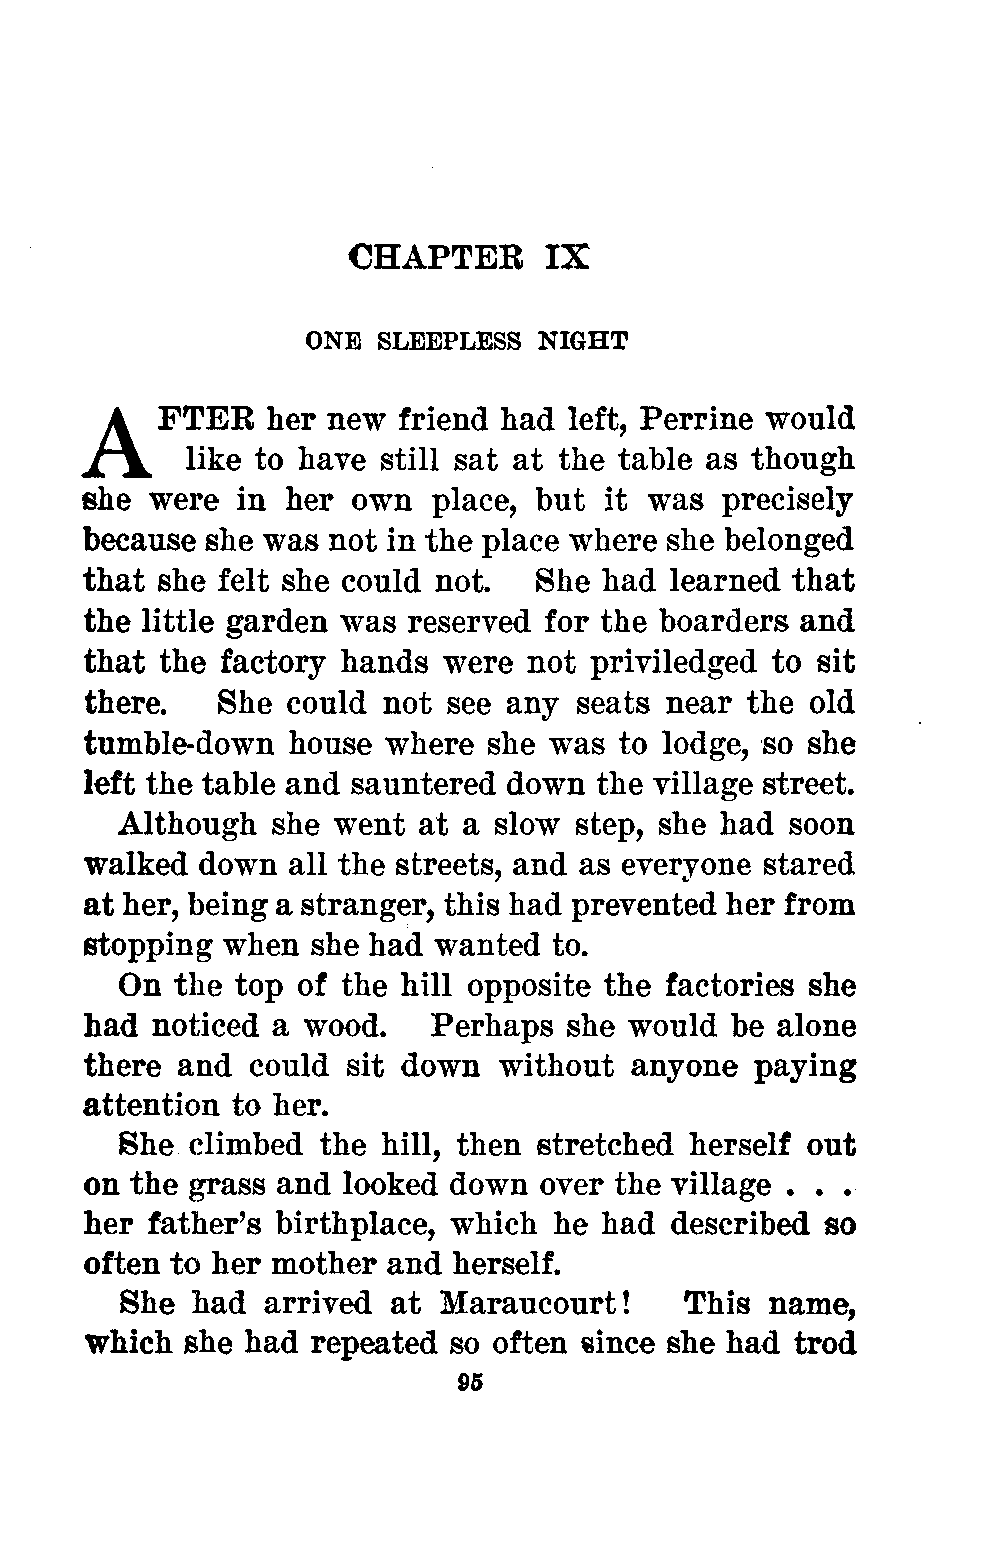 CHAPTER IX
ONE SLEEPLESS NIGHT
AFTER her new friend had left, Perrine would
like to have still sat at the table as though
she were in her own place, but it was precisely
because she was not in the place where she belonged
that she felt she could not. She had learned that
the little garden was reserved for the boarders and
that the factory hands were not priviledged to sit
there. She could not see any seats near the old
tumble-down house where she was to lodge, so she
left the table and sauntered down the village street.
Although she went at a slow step, she had soon
walked down all the streets, and as everyone stared
at her, being a stranger, this had prevented her from
stopping when she had wanted to.
On the top of the hill opposite the factories she
had noticed a wood. Perhaps she would be alone
there and could sit down without anyone paying
attention to her.
She climbed the hill, then stretched herself out
on the grass and looked down over the village . . .
her father's birthplace, which he had described so
often to her mother and herself.
She had arrived at Maraucourt! This name,
which she had repeated so often since she had trod
95